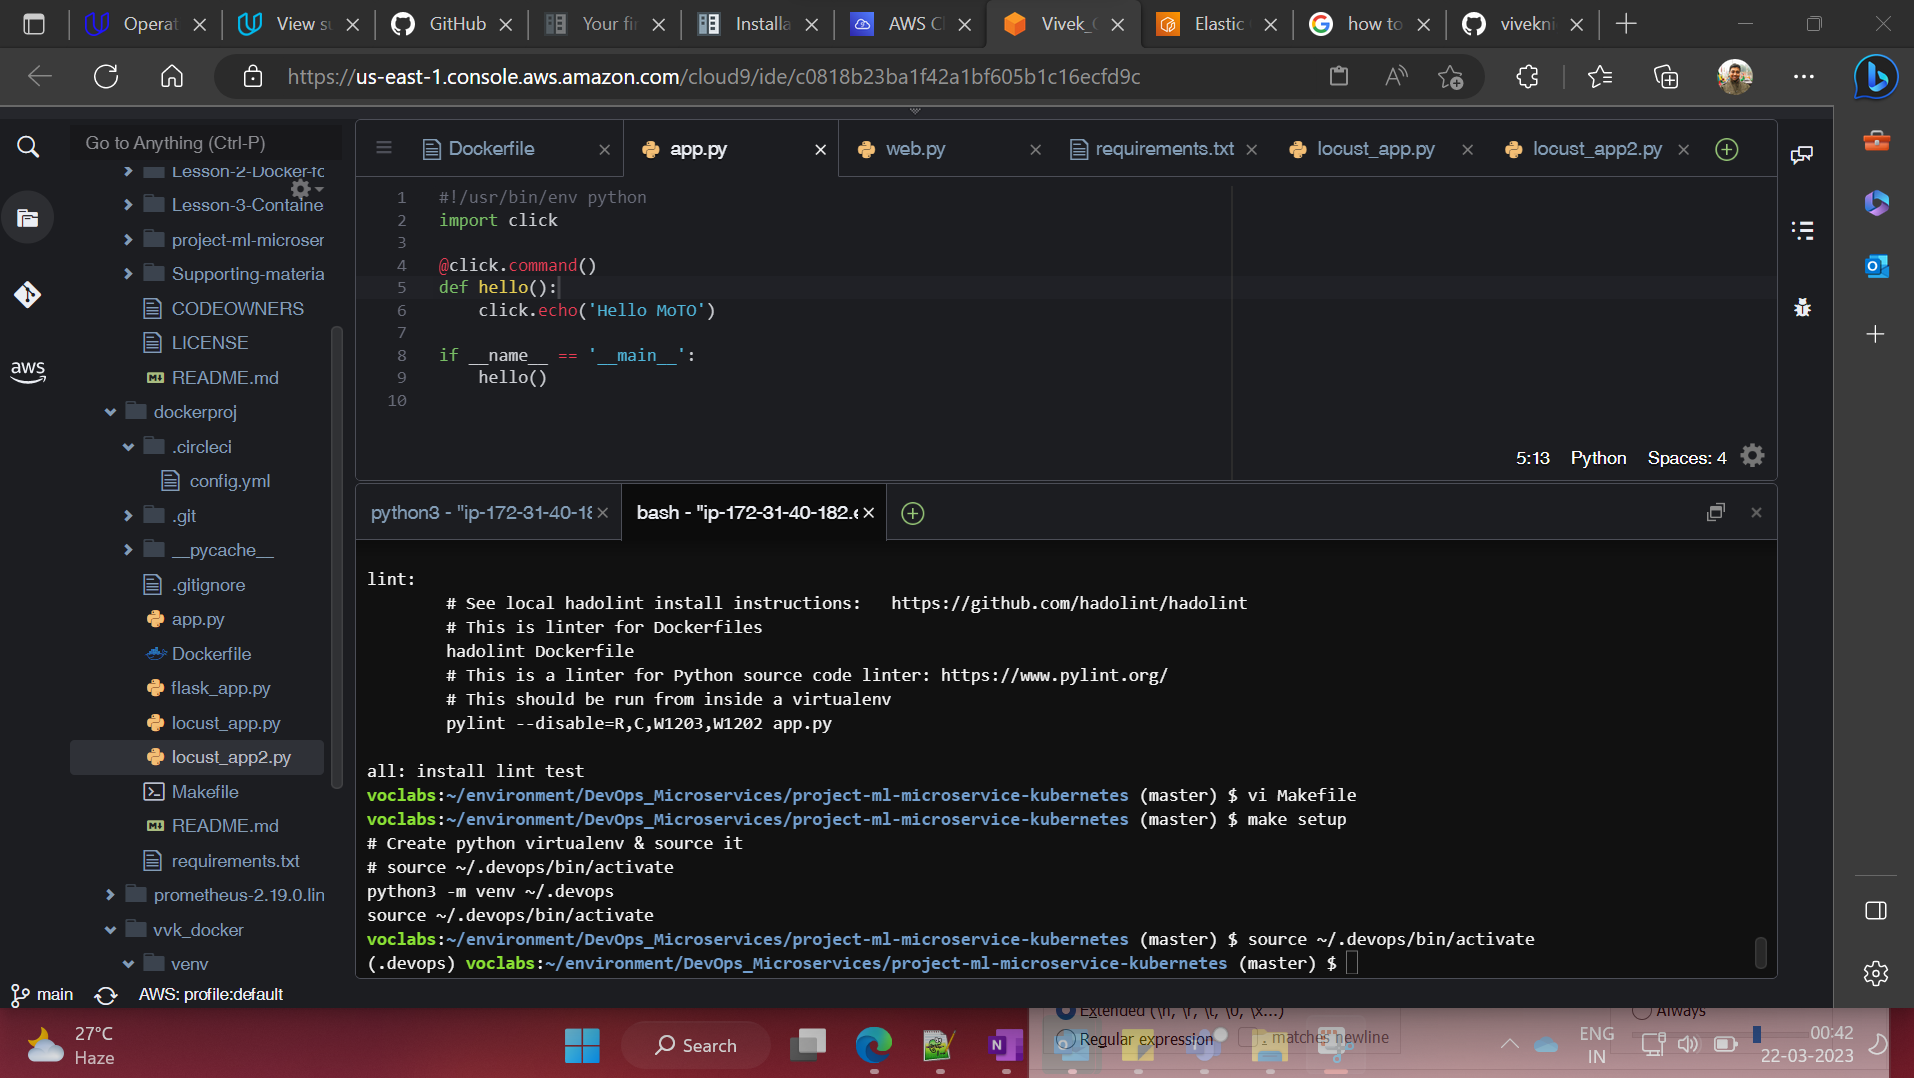 Operat
View su
GitHub
Your fir
Installa
AWS Cl
Vivek_C
Elastic
how to
vivekni
https://us-east-1.console.aws.amazon.com/cloud9/ide/c0818b23ba1f42a1bf605b1c16ecfd9c
Go to Anything (Ctrl-P)
Lesson-2-Docker-fo
Lesson-3-Containe
project-ml-microser
Supporting-materia
CODEOWNERS
LICENSE
README.md
dockerproj
.circleci
config.yml
.git
__pycache__
.gitignore
app.py
Dockerfile
flask_app.py
locust_app.py
locust_app2.py
Makefile
README.md
requirements.txt
prometheus-2.19.0.lin
vvk_docker
venv
aws
Dockerfile
app.py
web.py
requirements.txt
locust_app.py
locust_app2.py
1 #!/usr/bin/env python
2 import click
3
4 @click.command()
5 def hello():
6 click.echo('Hello MoTO')
7
8 if __name__ == '__main__':
9 hello()
10
5:13 Python Spaces: 4
python3 - "ip-172-31-40-18
bash - "ip-172-31-40-182.e
lint:
# See local hadolint install instructions: https://github.com/hadolint/hadolint
# This is linter for Dockerfiles
hadolint Dockerfile
# This is a linter for Python source code linter: https://www.pylint.org/
# This should be run from inside a virtualenv
pylint --disable=R,C,W1203,W1202 app.py
all: install lint test
voclabs:~/environment/DevOps_Microservices/project-ml-microservice-kubernetes (master) $ vi Makefile
voclabs:~/environment/DevOps_Microservices/project-ml-microservice-kubernetes (master) $ make setup
# Create python virtualenv & source it
# source ~/.devops/bin/activate
python3 -m venv ~/.devops
source ~/.devops/bin/activate
voclabs:~/environment/DevOps_Microservices/project-ml-microservice-kubernetes (master) $ source ~/.devops/bin/activate
(.devops) voclabs:~/environment/DevOps_Microservices/project-ml-microservice-kubernetes (master) $
main
AWS: profile:default
27°C
Haze
Search
Extended (\n, \r, \t, \0, \x...)
Regular expression
. matches newline
Always
ENG
IN
00:42
22-03-2023